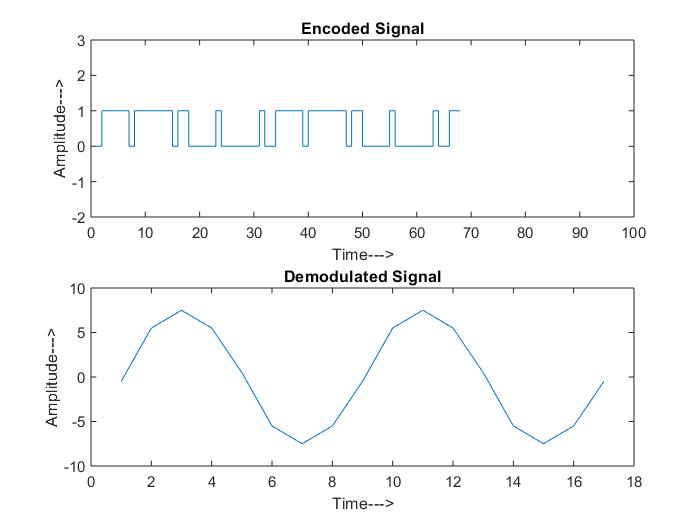 Encoded Signal
3
2
1
0
-1
-2
Amplitude--->
0 10 20 30 40 50 60 70 80 90 100
Time--->
Demodulated Signal
10
5
0
-5
-10
Amplitude--->
0 2 4 6 8 10 12 14 16 18
Time--->